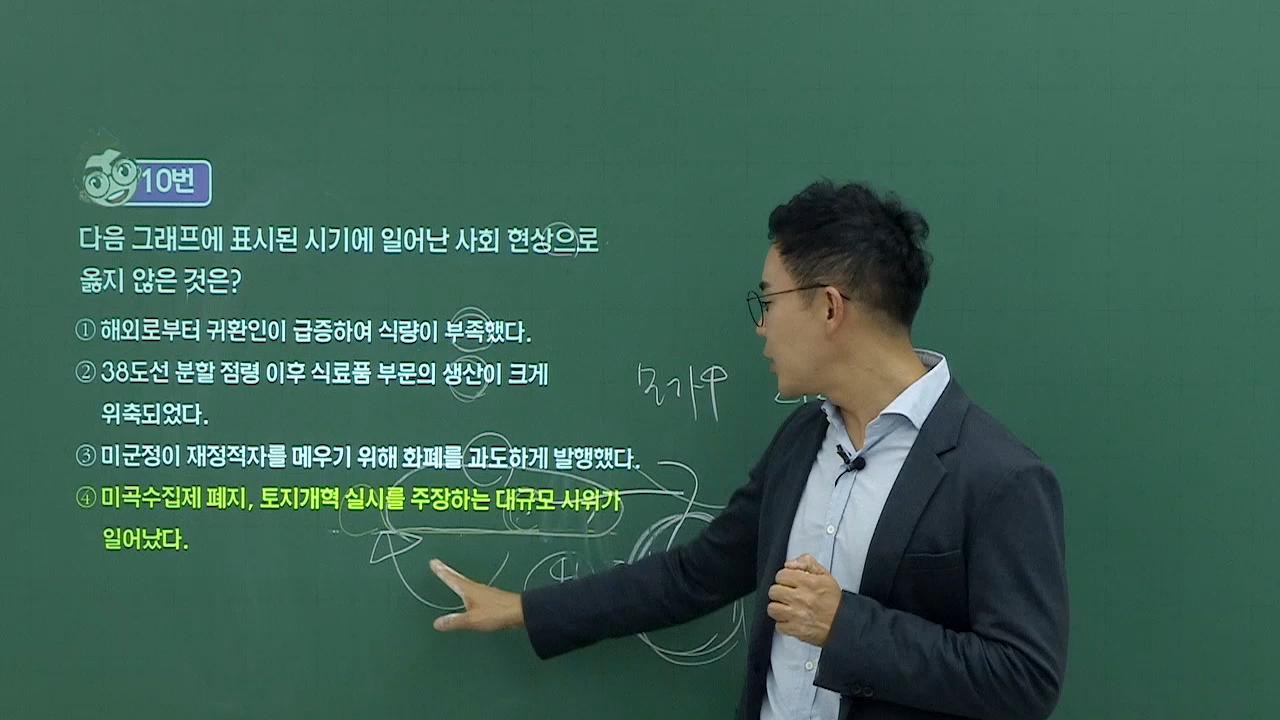 10번
다음 그래프에 표시된 시기에 일어난 사회 현상으로
옳지 않은 것은?
① 해외로부터 귀환인이 급증하여 식량이 부족했다.
② 38도선 분할 점령 이후 식료품 부문의 생산이 크게
위축되었다.
③ 미군정이 재정적자를 메우기 위해 화폐를 과도하게 발행했다.
④ 미곡수집제 폐지, 토지개혁 실시를 주장하는 대규모 시위가
일어났다.
물가↑